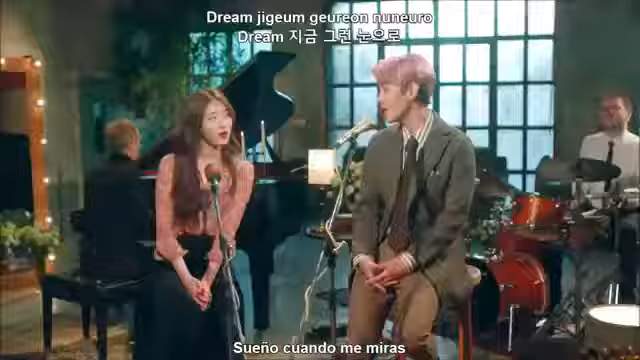 Dream jigeum geureon nuneuro
Dream 지금 그런 눈으로
Sueño cuando me miras